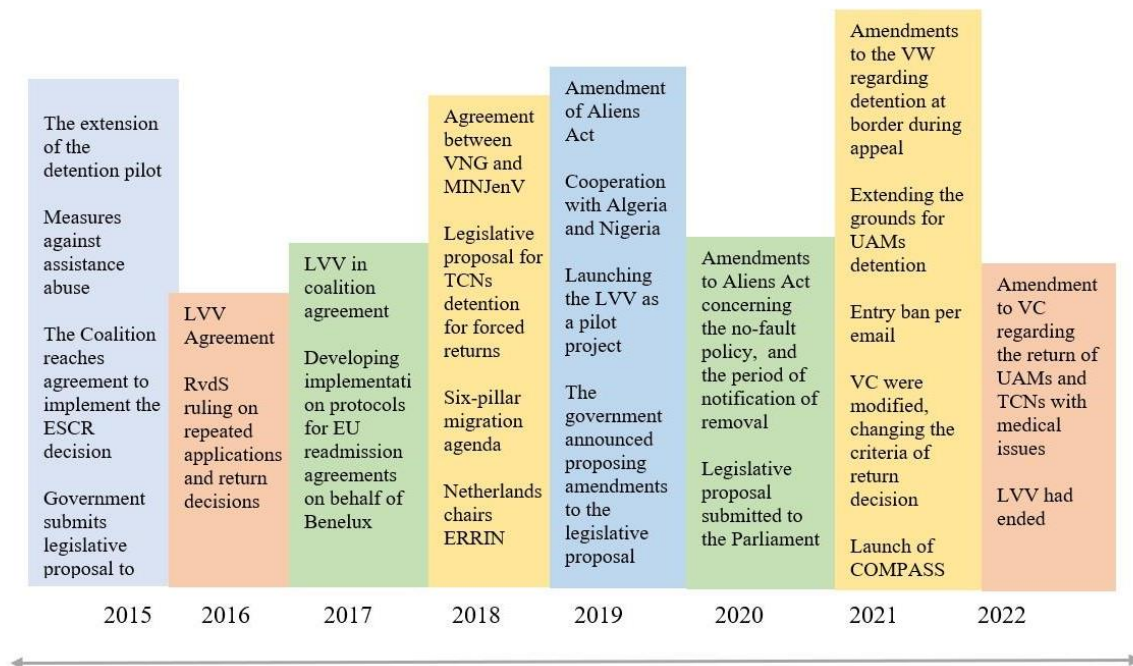 The extension
of the
detention pilot
Measures
against
assistance
abuse
The Coalition
reaches
agreement to
implement the
ESCR
decision
Government
submits
legislative
proposal to
LVV
Agreement
RvdS
ruling on
repeated
applications
and return
decisions
LVV in
coalition
agreement
Developing
implementati
on protocols
for EU
readmission
agreements
on behalf of
Benelux
Agreement
between
VNG and
MINJenV
Legislative
proposal for
TCNs
detention
for forced
returns
Six-pillar
migration
agenda
Netherlands
chairs
ERRIN
Amendment
of Aliens
Act
Cooperation
with Algeria
and Nigeria
Launching
the LVV as
a pilot
project
The
government
announced
proposing
amendments
to the
legislative
proposal
Amendments
to Aliens Act
concerning
the no-fault
policy, and
the period of
notification of
removal
Legislative
proposal
submitted to
the Parliament
Amendments
to the VW
regarding
detention at
border during
appeal
Extending the
grounds for
UAMs
detention
Entry ban per
email
VC were
modified,
changing the
criteria of
return
decision
Launch of
COMPASS
Amendment
to VC
regarding
the return of
UAMs and
TCNs with
medical
issues
LVV had
ended
2015 2016 2017 2018 2019 2020 2021 2022